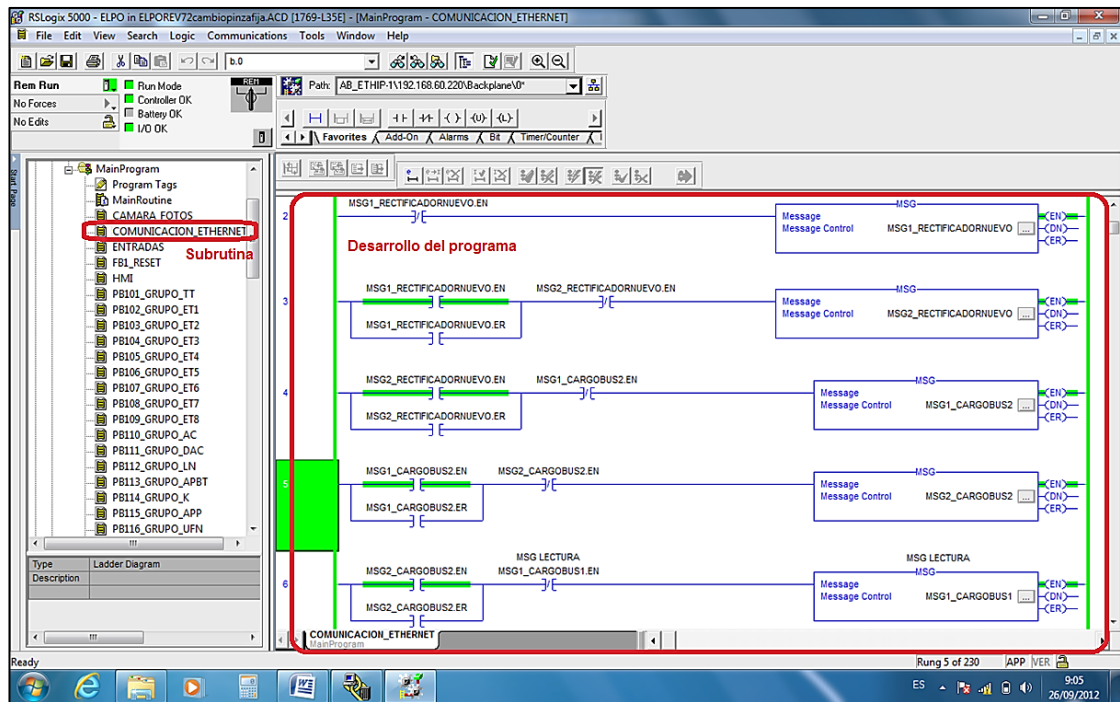 RSLogix 5000 - ELPO in ELPOREV72cambiopinzafija.ACD [1769-L35E] - [MainProgram - COMUNICACION_ETHERNET]
File Edit View Search Logic Communications Tools Window Help
b.0
Rem Run
Run Mode
REM
Path: AB_ETHIP-1\192.168.60.220\Backplane\0*
No Forces
Controller OK
Battery OK
No Edits
I/O OK
Favorites Add-On Alarms Bit Timer/Counter
Start Page
MainProgram
Program Tags
MainRoutine
CAMARA_FOTOS
COMUNICACION_ETHERNET
ENTRADAS
Subrutina
FB1_RESET
HMI
PB101_GRUPO_TT
PB102_GRUPO_ET1
PB103_GRUPO_ET2
PB104_GRUPO_ET3
PB105_GRUPO_ET4
PB106_GRUPO_ET5
PB107_GRUPO_ET6
PB108_GRUPO_ET7
PB109_GRUPO_ET8
PB110_GRUPO_AC
PB111_GRUPO_DAC
PB112_GRUPO_LN
PB113_GRUPO_APBT
PB114_GRUPO_K
PB115_GRUPO_APP
PB116_GRUPO_UFN
Type Ladder Diagram
Description
Desarrollo del programa
2
MSG1_RECTIFICADORNUEVO.EN
MSG
Message
Message Control MSG1_RECTIFICADORNUEVO ...
EN
DN
ER
3
MSG1_RECTIFICADORNUEVO.EN MSG2_RECTIFICADORNUEVO.EN
MSG1_RECTIFICADORNUEVO.ER
MSG
Message
Message Control MSG2_RECTIFICADORNUEVO ...
EN
DN
ER
4
MSG2_RECTIFICADORNUEVO.EN MSG1_CARGOBUS2.EN
MSG2_RECTIFICADORNUEVO.ER
MSG
Message
Message Control MSG1_CARGOBUS2 ...
EN
DN
ER
5
MSG1_CARGOBUS2.EN MSG2_CARGOBUS2.EN
MSG1_CARGOBUS2.ER
MSG
Message
Message Control MSG2_CARGOBUS2 ...
EN
DN
ER
6
MSG LECTURA
MSG2_CARGOBUS2.EN MSG1_CARGOBUS1.EN
MSG2_CARGOBUS2.ER
MSG LECTURA
MSG
Message
Message Control MSG1_CARGOBUS1 ...
EN
DN
ER
COMUNICACION_ETHERNET
MainProgram
Ready
Rung 5 of 230 APP VER
ES
9:05
26/09/2012